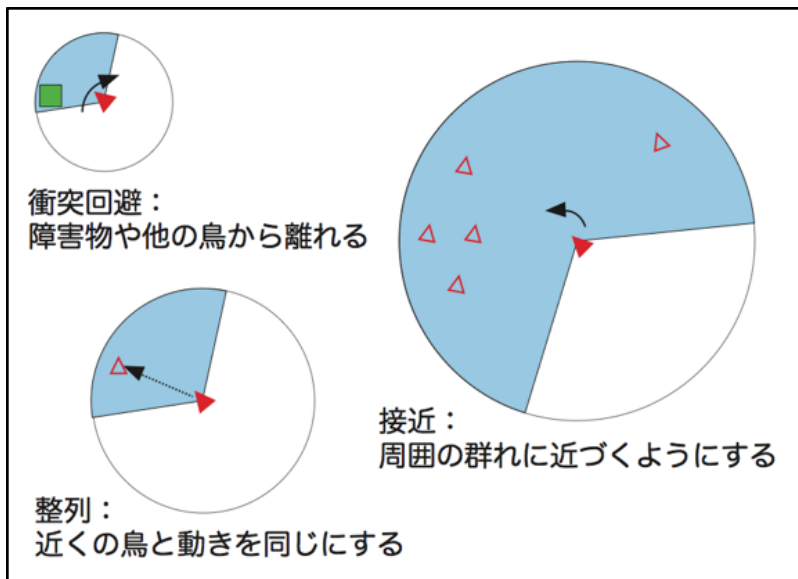 衝突回避：
障害物や他の鳥から離れる
整列：
近くの鳥と動きを同じにする
接近：
周囲の群れに近づくようにする